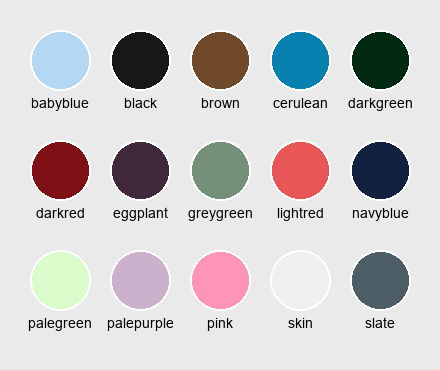 babyblue black brown cerulean darkgreen
darkred eggplant greygreen lightred navyblue
palegreen palepurple pink skin slate